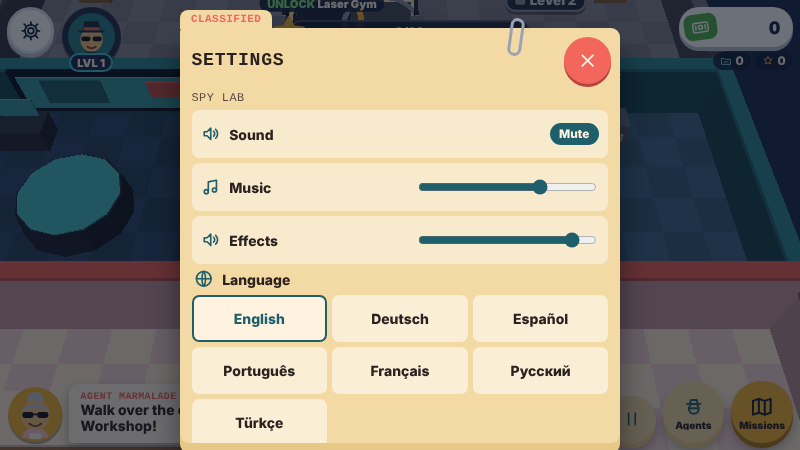 CLASSIFIED
UNLOCK Laser Gym
Level 2
SETTINGS
0
LVL 1
0
0
SPY LAB
Sound
Mute
Music
Effects
Language
English
Deutsch
Español
Português
Français
Русский
Türkçe
AGENT MARMALADE
Walk over the
Workshop!
Agents
Missions